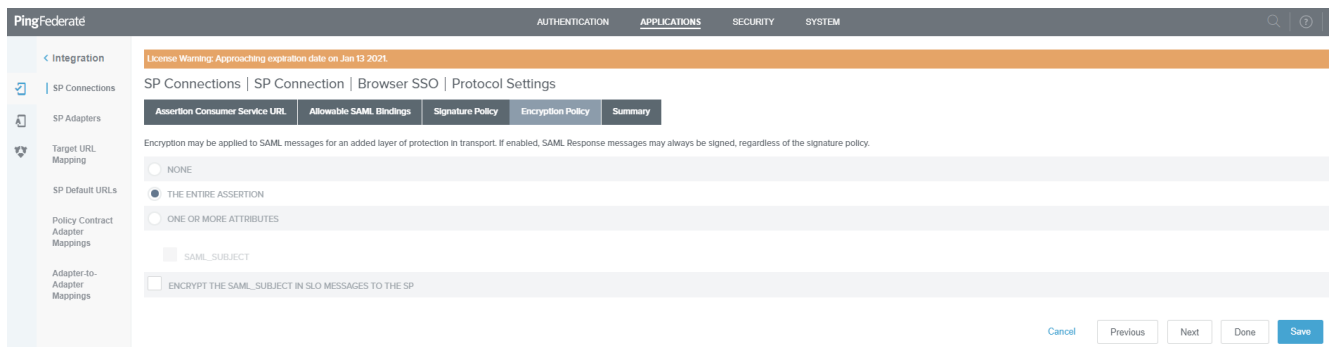 PingFederate
AUTHENTICATION APPLICATIONS SECURITY SYSTEM
Integration
SP Connections
SP Adapters
Target URL
Mapping
SP Default URLs
Policy Contract
Adapter
Mappings
Adapter-to-
Adapter
Mappings
License Warning: Approaching expiration date on Jan 13 2021.
SP Connections | SP Connection | Browser SSO | Protocol Settings
Assertion Consumer Service URL Allowable SAML Bindings Signature Policy Encryption Policy Summary
Encryption may be applied to SAML messages for an added layer of protection in transport. If enabled, SAML Response messages may always be signed, regardless of the signature policy.
NONE
THE ENTIRE ASSERTION
ONE OR MORE ATTRIBUTES
SAML_SUBJECT
ENCRYPT THE SAML_SUBJECT IN SLO MESSAGES TO THE SP
Cancel Previous Next Done Save